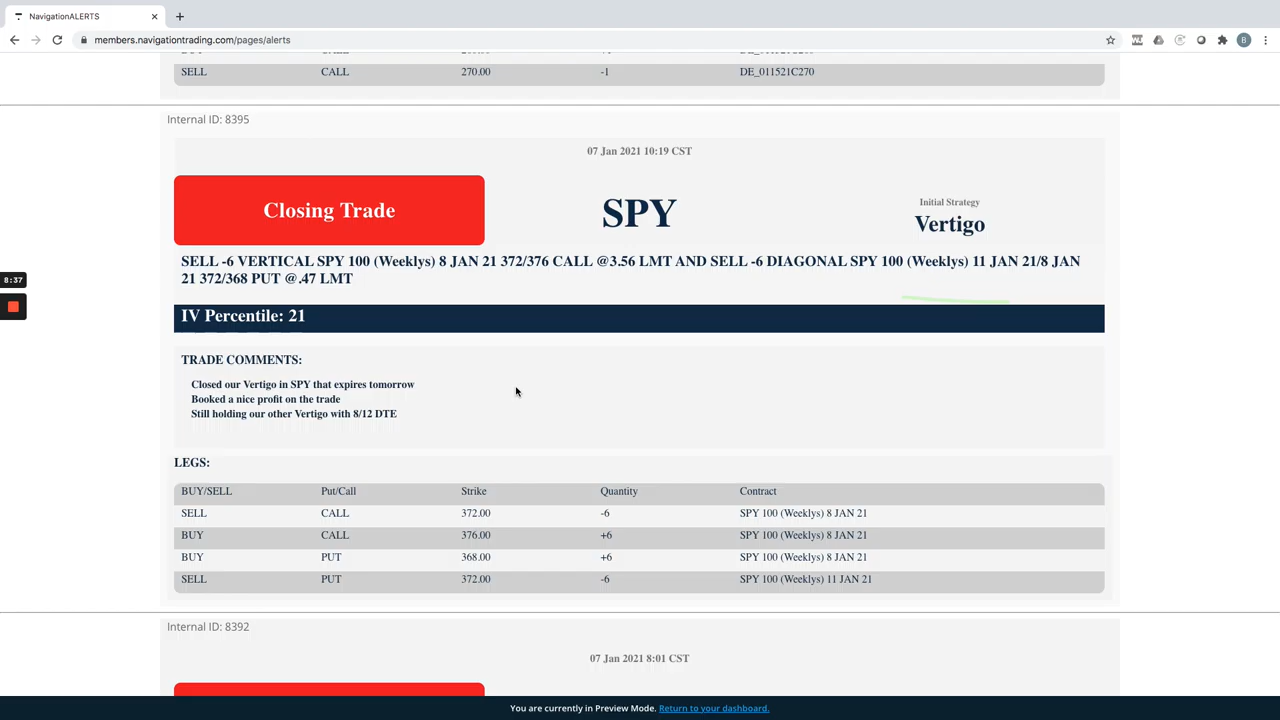 NavigationALERTS
members.navigationtrading.com/pages/alerts
B
SELL CALL 270.00 -1 DE_011521C270
Internal ID: 8395
07 Jan 2021 10:19 CST
Closing Trade
SPY
Initial Strategy
Vertigo
SELL -6 VERTICAL SPY 100 (Weeklys) 8 JAN 21 372/376 CALL @3.56 LMT AND SELL -6 DIAGONAL SPY 100 (Weekly) 11 JAN 21/8 JAN
21 372/368 PUT @.47 LMT
IV Percentile: 21
8:37
TRADE COMMENTS:
Closed our Vertigo in SPY that expires tomorrow
Booked a nice profit on the trade
Still holding our other Vertigo with 8/12 DTE
LEGS:
BUY/SELL Put/Call Strike Quantity Contract
SELL CALL 372.00 -6 SPY 100 (Weeklys) 8 JAN 21
BUY CALL 376.00 +6 SPY 100 (Weeklys) 8 JAN 21
BUY PUT 368.00 +6 SPY 100 (Weeklys) 8 JAN 21
SELL PUT 372.00 -6 SPY 100 (Weeklys) 11 JAN 21
Internal ID: 8392
07 Jan 2021 8:01 CST
You are currently in Preview Mode. Return to your dashboard.